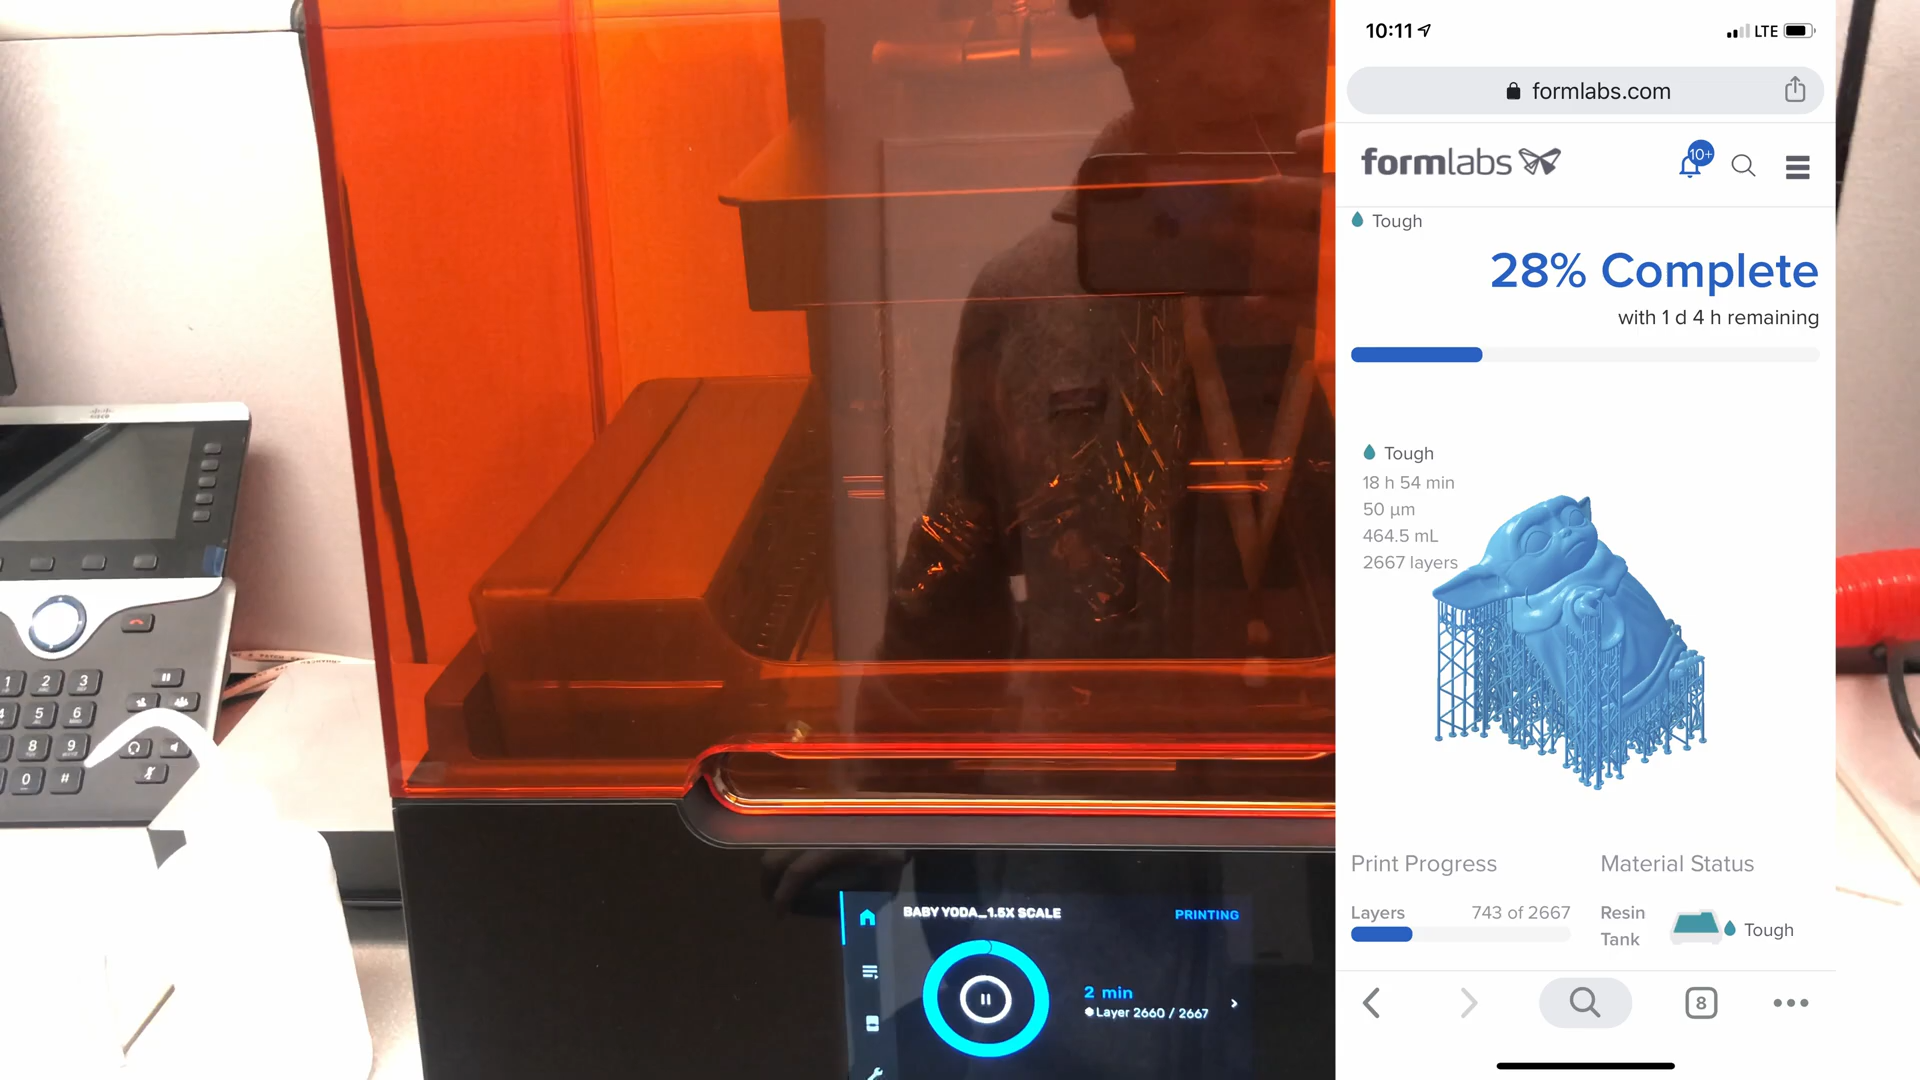 10:11
LTE
formlabs.com
formlabs
10+
Tough
28% Complete
with 1 d 4 h remaining
Tough
18 h 54 min
50 µm
464.5 mL
2667 layers
Print Progress
Material Status
Layers
743 of 2667
Resin
Tank
Tough
8
BABY YODA_1.5X SCALE
PRINTING
2 min
Layer 2660 / 2667
cisco
1 2 3
4 5 6
8 9
0 #